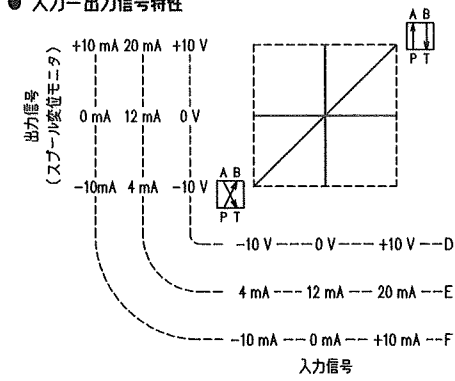 ● 入力ー出力信号特性
A B
P T
+10 mA 20 mA +10 V
0 mA 12 mA 0 V
-10mA 4 mA -10 V
出力信号
(スプール変位モニタ)
A B
P T
-10 V 0 V +10 V D
4 mA 12 mA 20 mA E
-10 mA 0 mA +10 mA F
入力信号